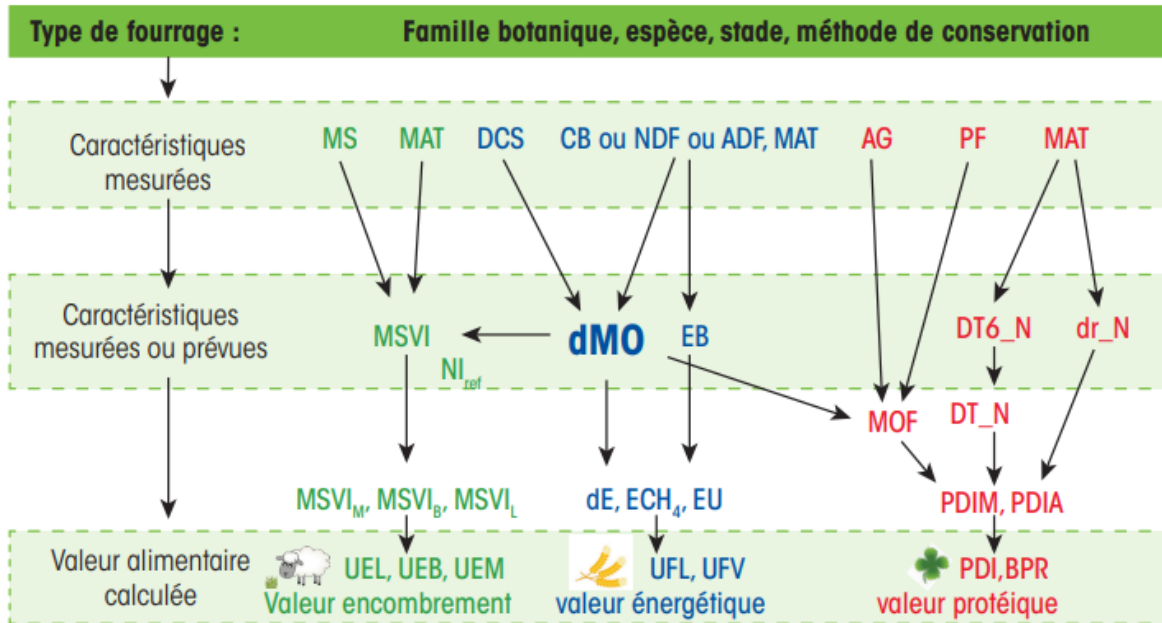 Type de fourrage : Famille botanique, espèce, stade, méthode de conservation
Caractéristiques
mesurées
MS MAT DCS CB ou NDF ou ADF, MAT AG PF MAT
Caractéristiques
mesurées ou prévues
MSVI dMO EB DT6_N dr_N
NIref
MOF DT_N
MSVIM, MSVIB, MSVIL dE, ECH4, EU PDIM, PDIA
Valeur alimentaire
calculée
UEL, UEB, UEM UFL, UFV PDI,BPR
Valeur encombrement valeur énergétique valeur protéique